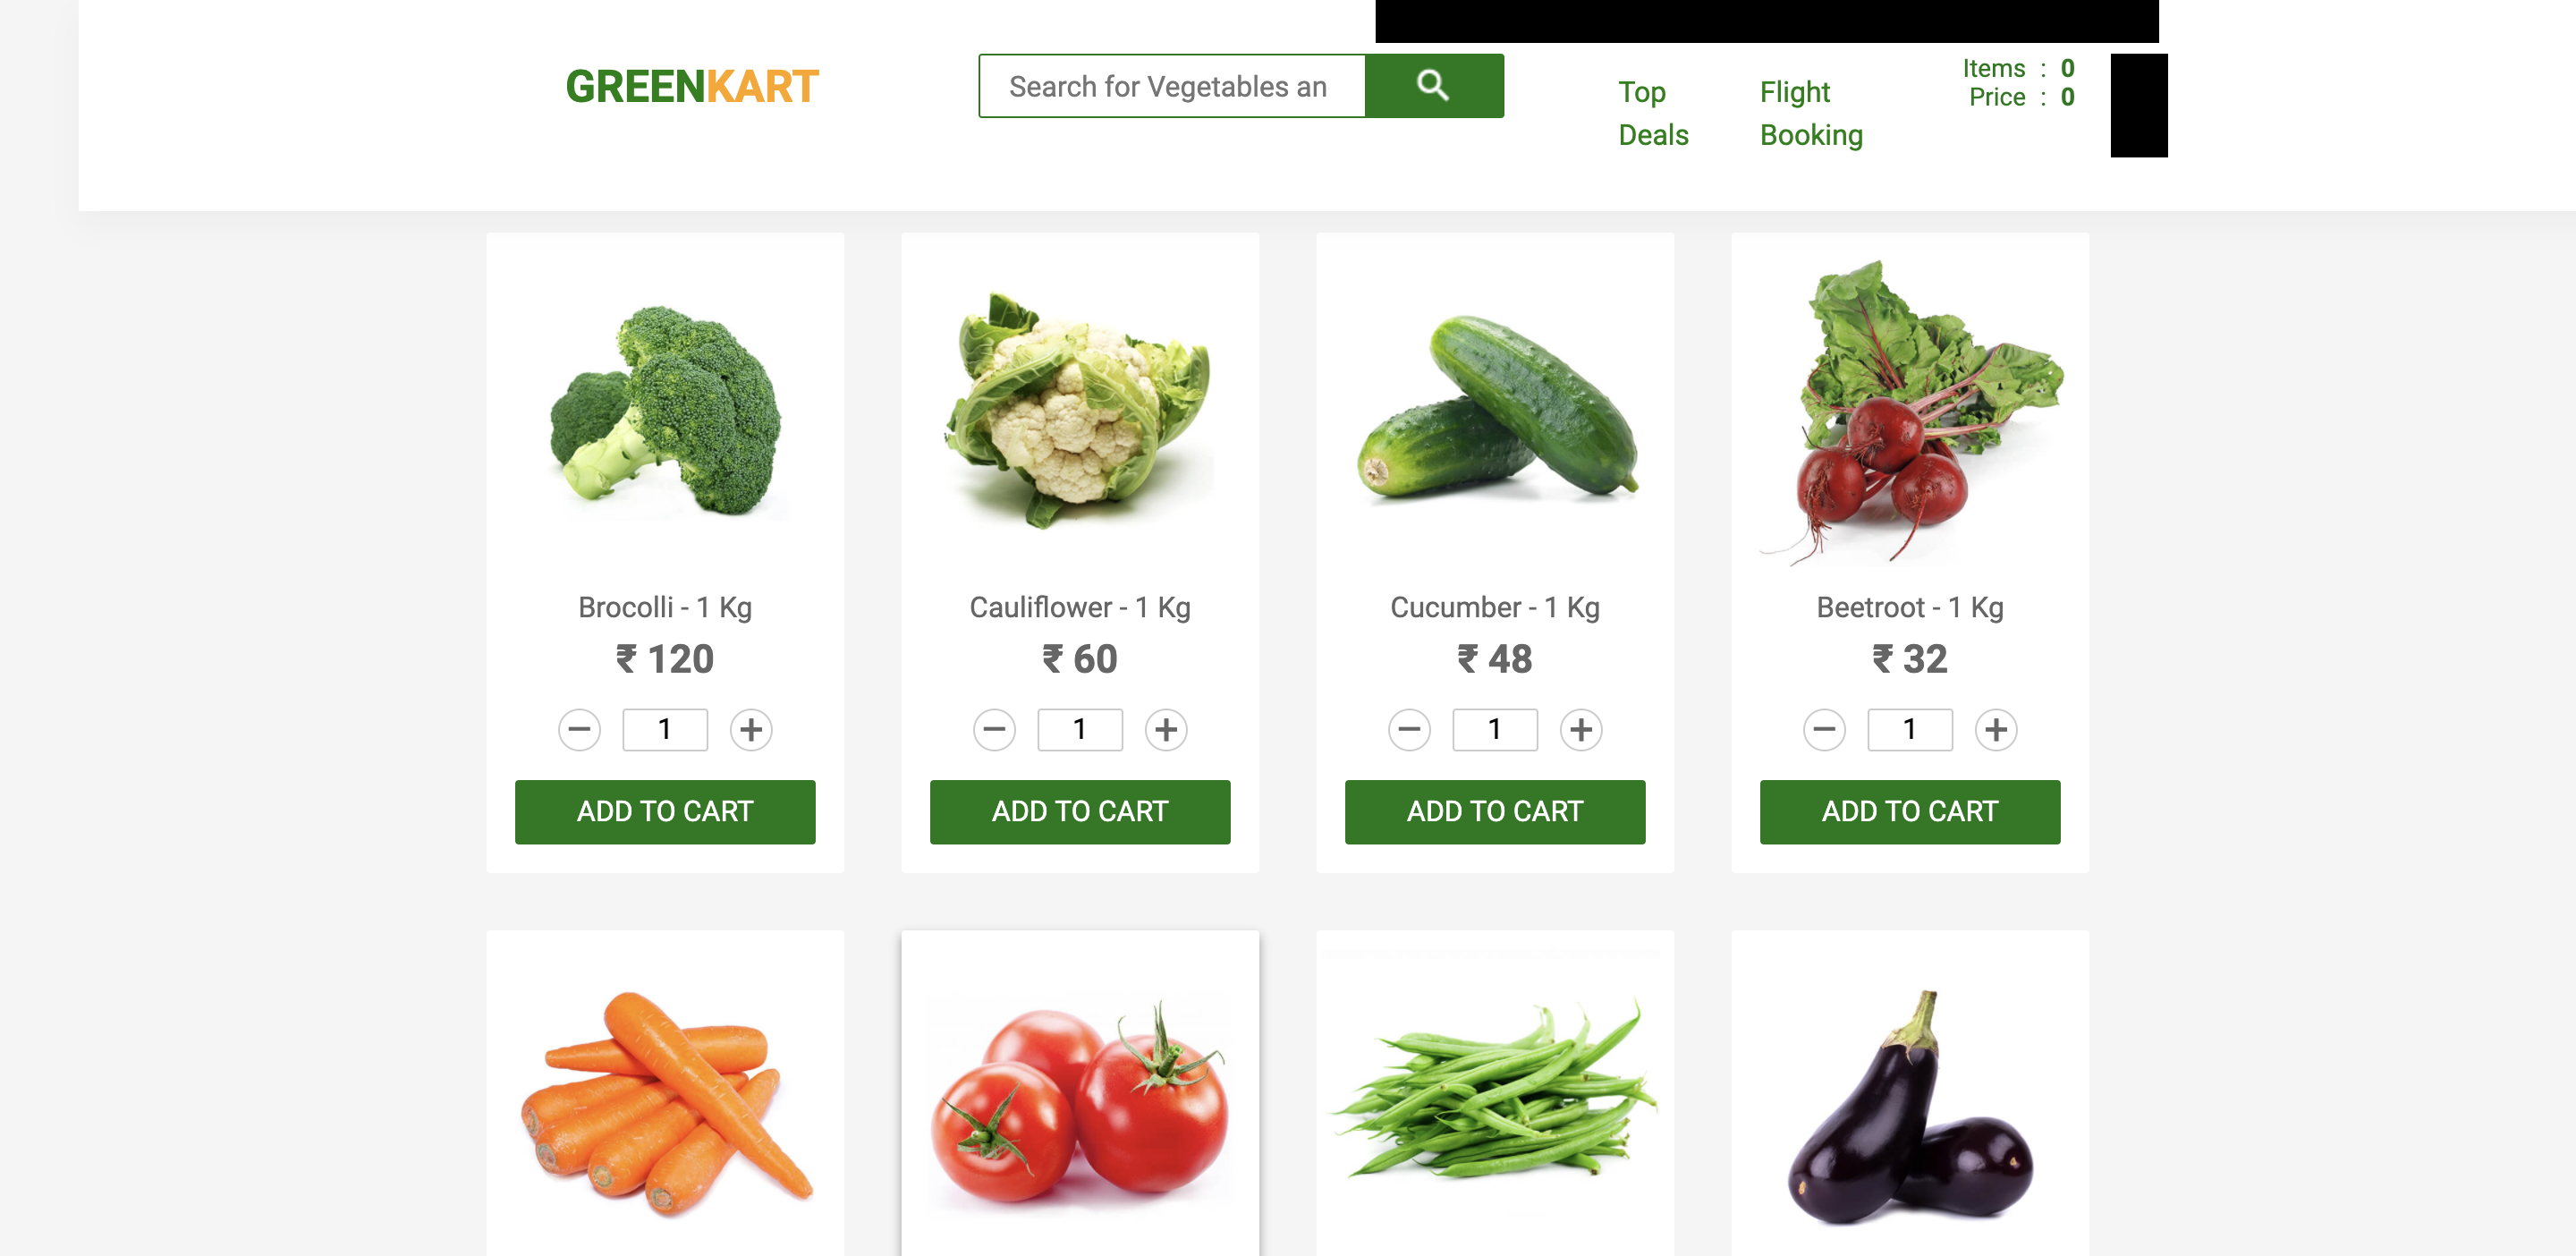 GREENKART
Search for Vegetables an
Top
Deals
Flight
Booking
Items : 0
Price : 0
Brocolli - 1 Kg
₹ 120
1
ADD TO CART
Cauliflower - 1 Kg
₹ 60
1
ADD TO CART
Cucumber - 1 Kg
₹ 48
1
ADD TO CART
Beetroot - 1 Kg
₹ 32
1
ADD TO CART